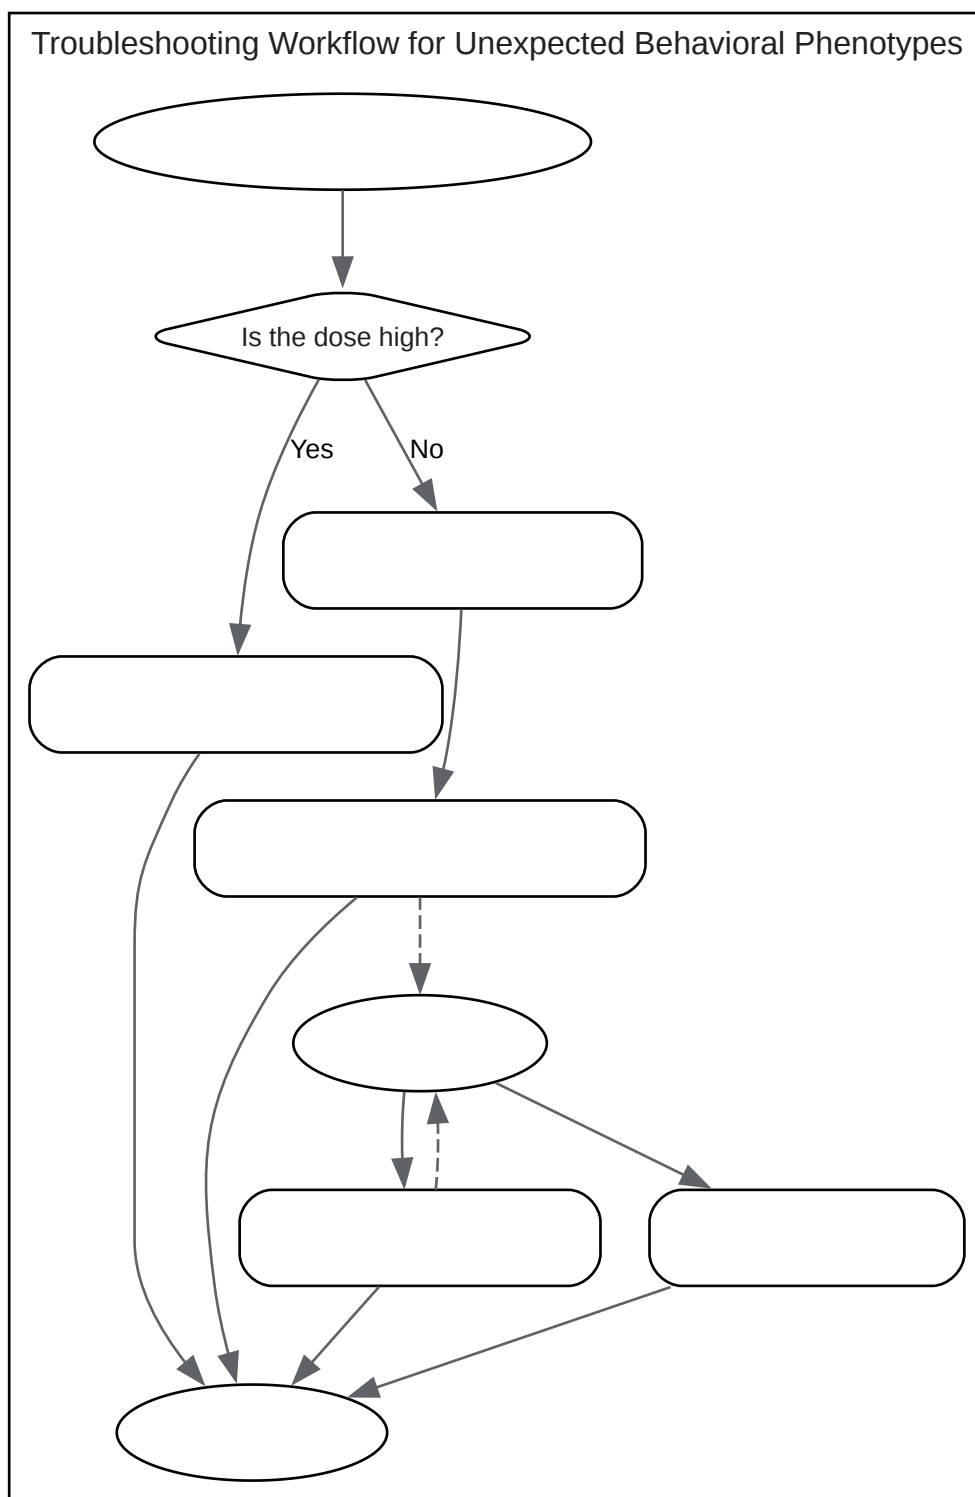 Troubleshooting Workflow for Unexpected Behavioral Phenotypes
Is the dose high?
Yes
No